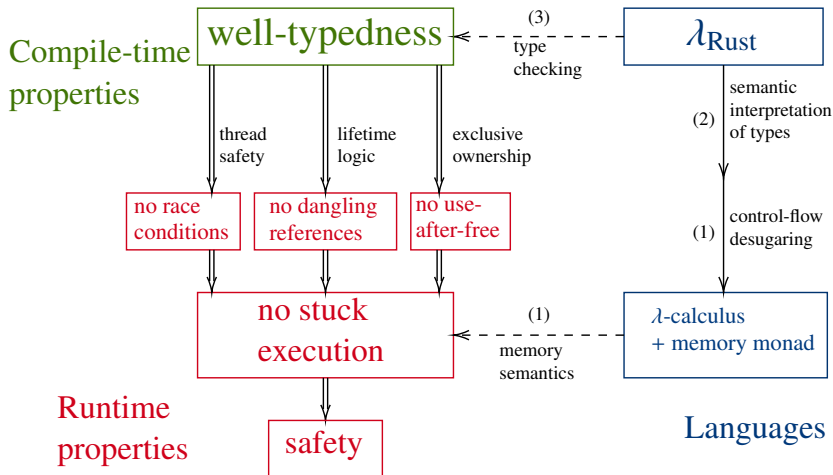 (3)
well-typedness
λRust
Compile-time
properties
type
checking
semantic
interpretation
of types
(2)
thread
safety
lifetime
logic
exclusive
ownership
no race
conditions
no dangling
references
no use-
after-free
(1)
control-flow
desugaring
no stuck
execution
(1)
memory
semantics
λ-calculus
+ memory monad
Runtime
properties
safety
Languages